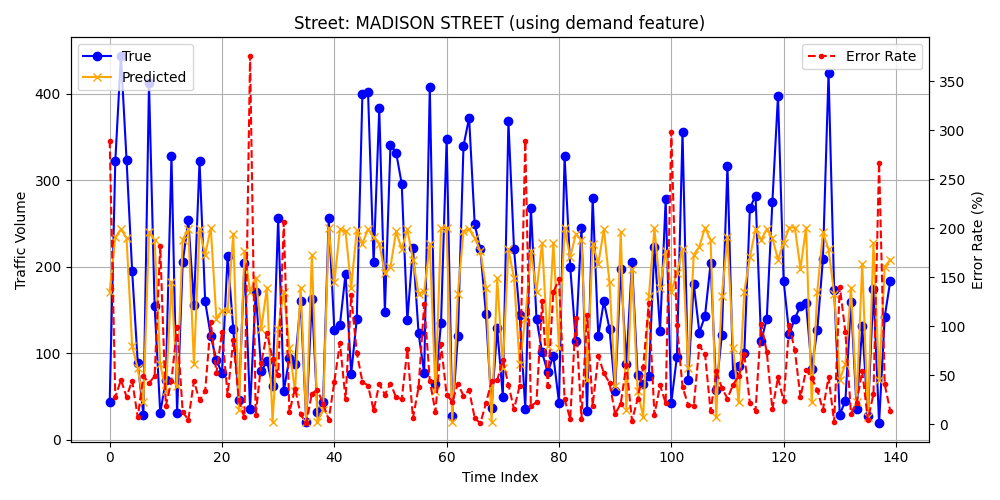 Street: MADISON STREET (using demand feature)
True
Predicted
Error Rate
400
300
200
100
0
350
300
250
200
150
100
50
0
Traffic Volume
Error Rate (%)
0 20 40 60 80 100 120 140
Time Index